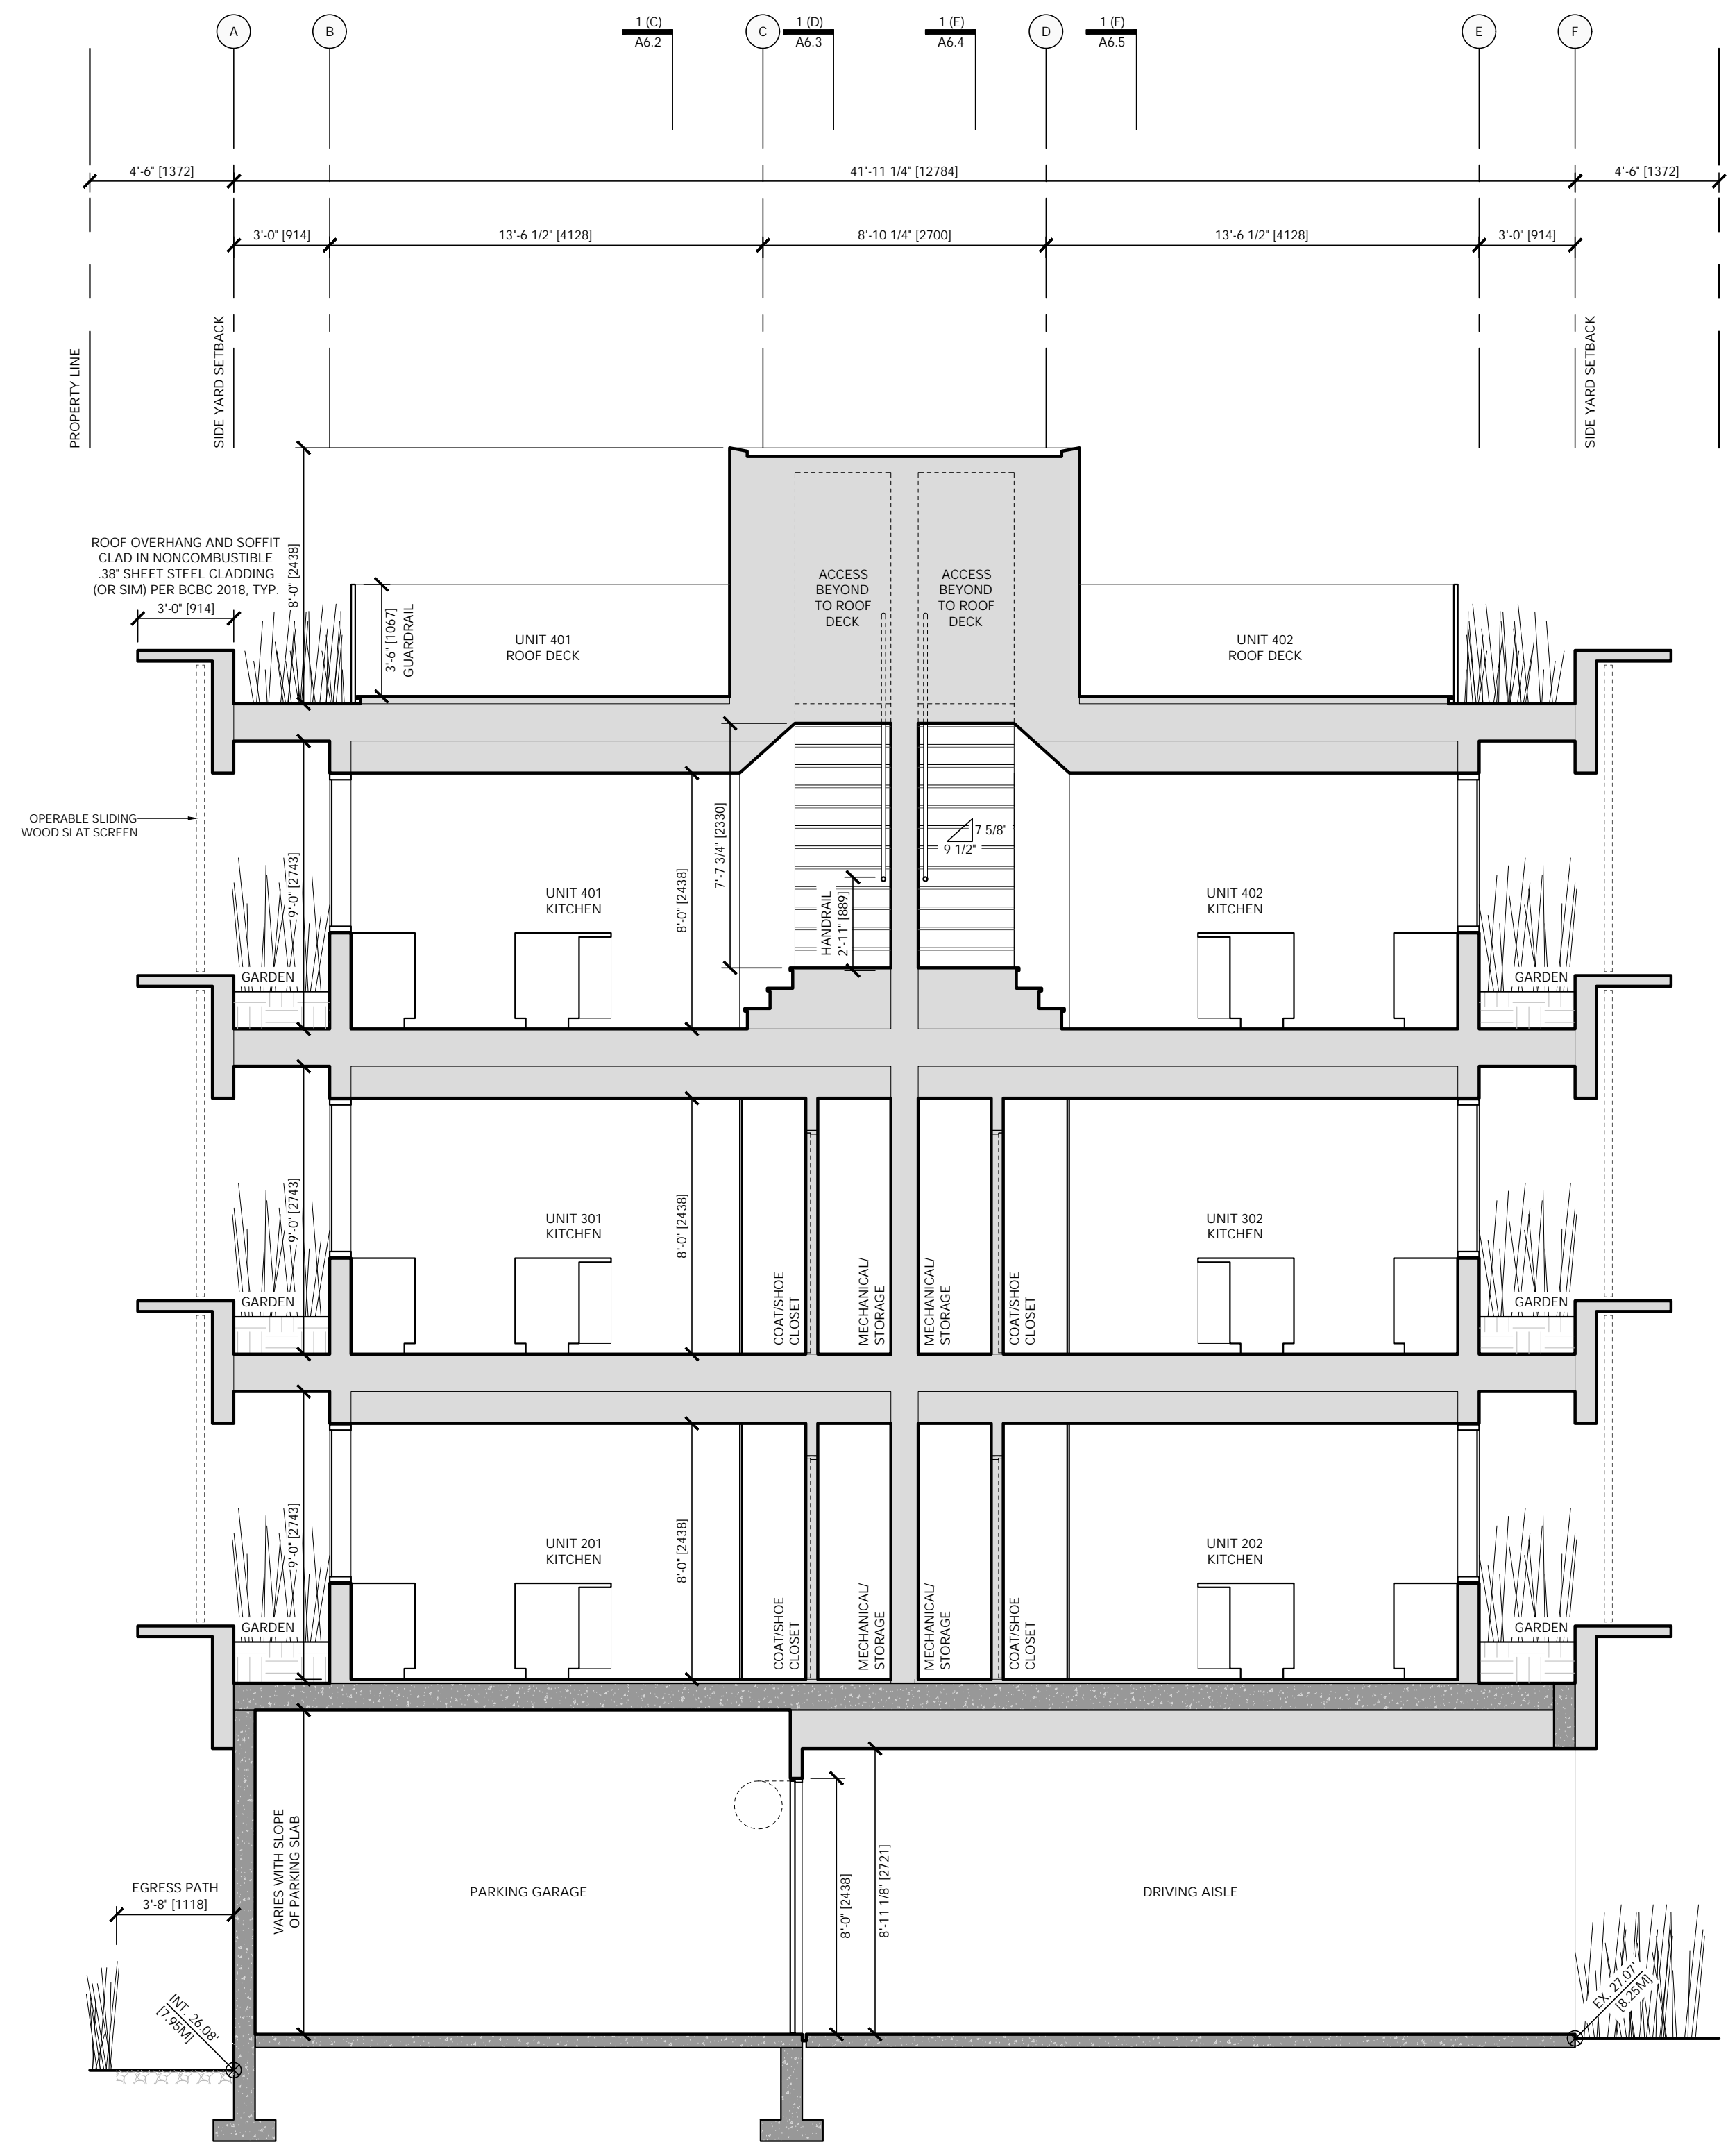 A
B
1 (C)
A6.2
C
1 (D)
A6.3
1 (E)
A6.4
D
1 (F)
A6.5
E
F
4'-6" [1372]
41'-11 1/4" [12784]
4'-6" [1372]
3'-0" [914]
13'-6 1/2" [4128]
8'-10 1/4" [2700]
13'-6 1/2" [4128]
3'-0" [914]
PROPERTY LINE
SIDE YARD SETBACK
SIDE YARD SETBACK
ROOF OVERHANG AND SOFFIT
CLAD IN NONCOMBUSTIBLE
.38" SHEET STEEL CLADDING
(OR SIM) PER BCBC 2018, TYP.
3'-0" [914]
8'-0" [2438]
3'-6" [1067]
GUARDRAIL
UNIT 401
ROOF DECK
ACCESS
BEYOND
TO ROOF
DECK
ACCESS
BEYOND
TO ROOF
DECK
UNIT 402
ROOF DECK
OPERABLE SLIDING
WOOD SLAT SCREEN
9'-0" [2743]
UNIT 401
KITCHEN
8'-0" [2438]
7'-7 3/4" [2330]
HANDRAIL
2'-11" [889]
7 5/8"
9 1/2"
UNIT 402
KITCHEN
GARDEN
GARDEN
9'-0" [2743]
UNIT 301
KITCHEN
8'-0" [2438]
COAT/SHOE
CLOSET
MECHANICAL/
STORAGE
MECHANICAL/
STORAGE
COAT/SHOE
CLOSET
UNIT 302
KITCHEN
GARDEN
GARDEN
9'-0" [2743]
UNIT 201
KITCHEN
8'-0" [2438]
COAT/SHOE
CLOSET
MECHANICAL/
STORAGE
MECHANICAL/
STORAGE
COAT/SHOE
CLOSET
UNIT 202
KITCHEN
GARDEN
GARDEN
EGRESS PATH
3'-8" [1118]
VARIES WITH SLOPE
OF PARKING SLAB
PARKING GARAGE
8'-0" [2438]
8'-11 1/8" [2721]
DRIVING AISLE
INT. 26.08'
[7.95M]
EX. 27.07'
[8.25M]